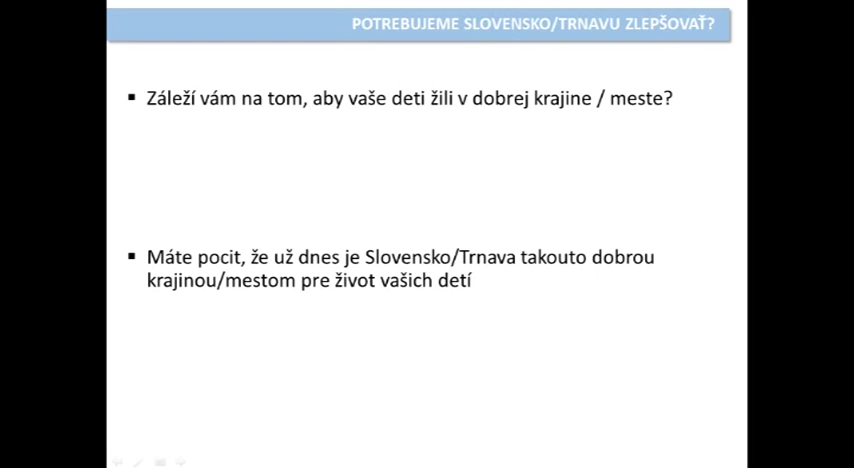 POTREBUJEME SLOVENSKO/TRNAVU ZLEPŠOVAŤ?
▪ Záleží vám na tom, aby vaše deti žili v dobrej krajine / meste?
▪ Máte pocit, že už dnes je Slovensko/Trnava takouto dobrou
krajinou/mestom pre život vašich detí